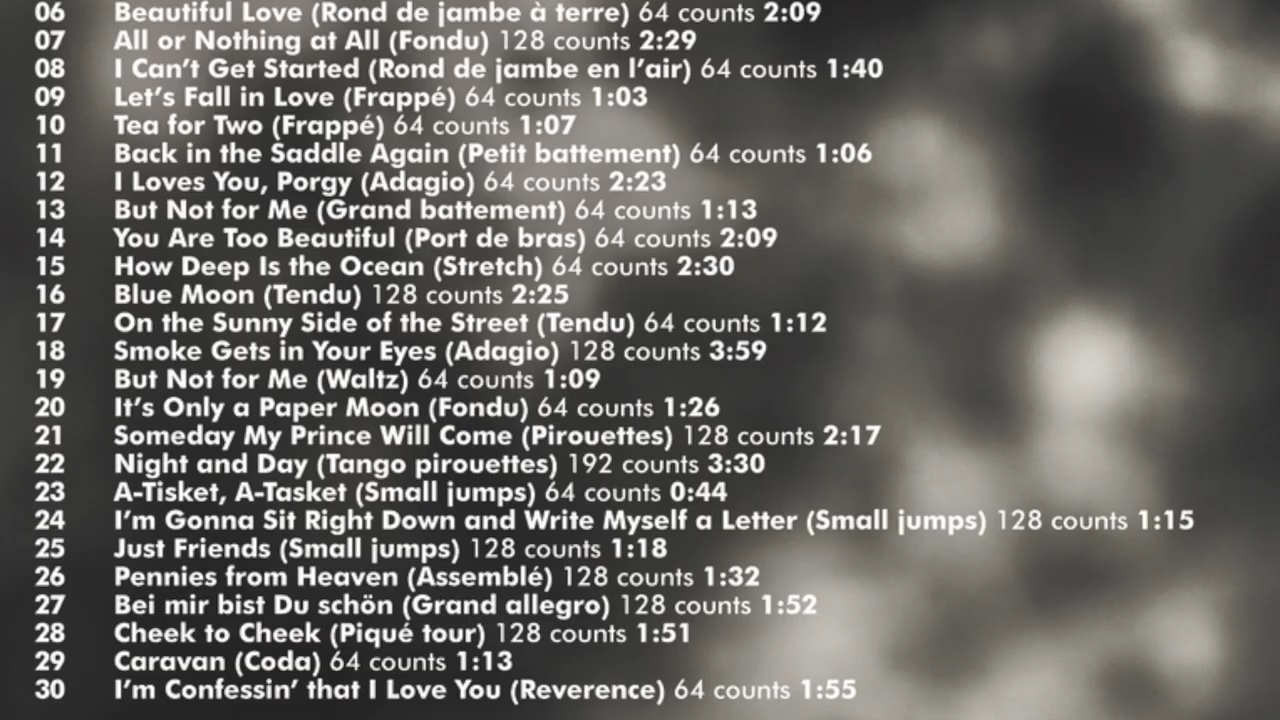 06 Beautiful Love (Rond de jambe à terre) 64 counts 2:09
07 All or Nothing at All (Fondu) 128 counts 2:29
08 I Can't Get Started (Rond de jambe en l'air) 64 counts 1:40
09 Let's Fall in Love (Frappé) 64 counts 1:03
10 Tea for Two (Frappé) 64 counts 1:07
11 Back in the Saddle Again (Petit battement) 64 counts 1:06
12 I Loves You, Porgy (Adagio) 64 counts 2:23
13 But Not for Me (Grand battement) 64 counts 1:13
14 You Are Too Beautiful (Port de bras) 64 counts 2:09
15 How Deep Is the Ocean (Stretch) 64 counts 2:30
16 Blue Moon (Tendu) 128 counts 2:25
17 On the Sunny Side of the Street (Tendu) 64 counts 1:12
18 Smoke Gets in Your Eyes (Adagio) 128 counts 3:59
19 But Not for Me (Waltz) 64 counts 1:09
20 It's Only a Paper Moon (Fondu) 64 counts 1:26
21 Someday My Prince Will Come (Pirouettes) 128 counts 2:17
22 Night and Day (Tango pirouettes) 192 counts 3:30
23 A-Tisket, A-Tasket (Small jumps) 64 counts 0:44
24 I'm Gonna Sit Right Down and Write Myself a Letter (Small jumps) 128 counts 1:15
25 Just Friends (Small jumps) 128 counts 1:18
26 Pennies from Heaven (Assemblé) 128 counts 1:32
27 Bei mir bist Du schön (Grand allegro) 128 counts 1:52
28 Cheek to Cheek (Piqué tour) 128 counts 1:51
29 Caravan (Coda) 64 counts 1:13
30 I'm Confessin' that I Love You (Reverence) 64 counts 1:55